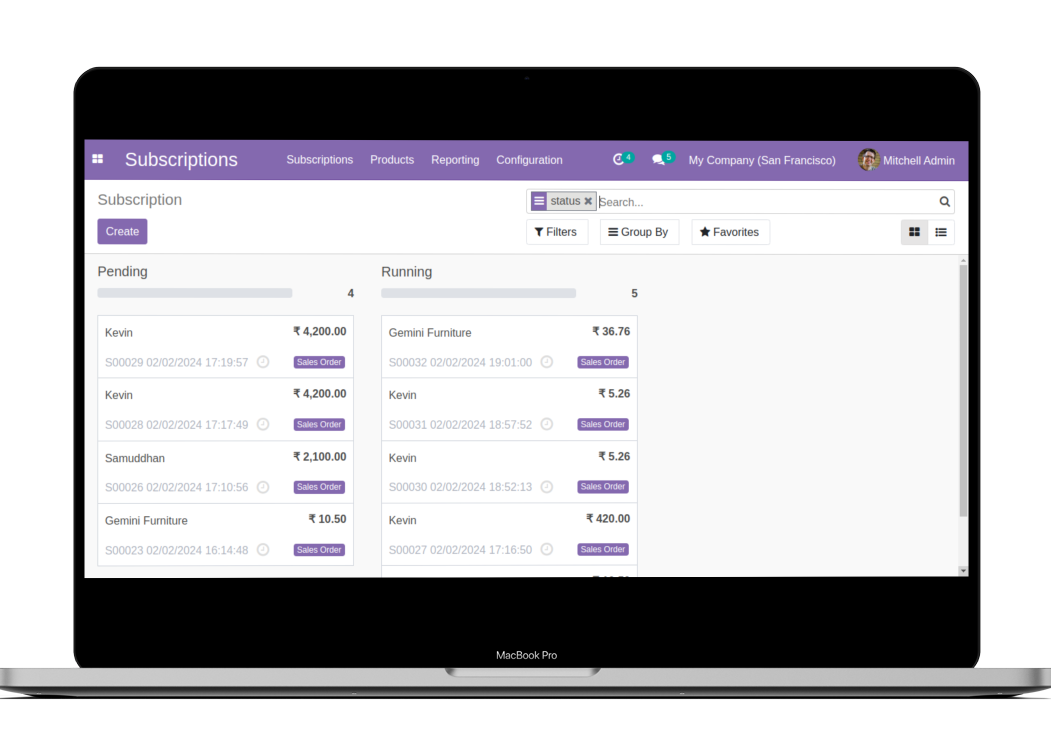 Subscriptions Subscriptions Products Reporting Configuration 4 5 My Company (San Francisco) Mitchell Admin
Subscription
status Search...
Create
Filters Group By Favorites
Pending
4
Kevin ₹ 4,200.00
S00029 02/02/2024 17:19:57 Sales Order
Kevin ₹ 4,200.00
S00028 02/02/2024 17:17:49 Sales Order
Samuddhan ₹ 2,100.00
S00026 02/02/2024 17:10:56 Sales Order
Gemini Furniture ₹ 10.50
S00023 02/02/2024 16:14:48 Sales Order
Running
5
Gemini Furniture ₹ 36.76
S00032 02/02/2024 19:01:00 Sales Order
Kevin ₹ 5.26
S00031 02/02/2024 18:57:52 Sales Order
Kevin ₹ 5.26
S00030 02/02/2024 18:52:13 Sales Order
Kevin ₹ 420.00
S00027 02/02/2024 17:16:50 Sales Order
MacBook Pro